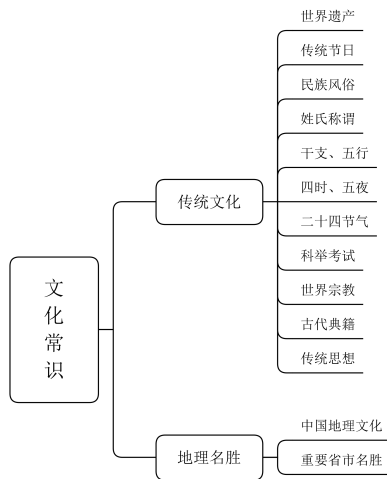 文化常识
传统文化
世界遗产
传统节日
民族风俗
姓氏称谓
干支、五行
四时、五夜
二十四节气
科举考试
世界宗教
古代典籍
传统思想
地理名胜
中国地理文化
重要省市名胜